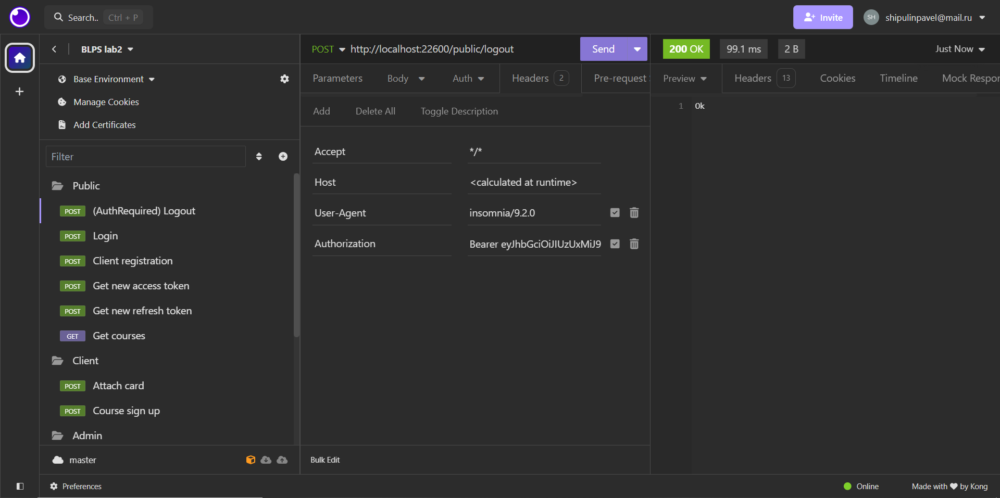 Search.. Ctrl + P
Invite
SH shipulinpavel@mail.ru
BLPS lab2
Base Environment
Manage Cookies
Add Certificates
Filter
Public
POST (AuthRequired) Logout
POST Login
POST Client registration
POST Get new access token
POST Get new refresh token
GET Get courses
Client
POST Attach card
POST Course sign up
Admin
master
POST http://localhost:22600/public/logout Send
Parameters Body Auth Headers 2 Pre-request
Add Delete All Toggle Description
Accept */*
Host <calculated at runtime>
User-Agent insomnia/9.2.0
Authorization Bearer eyJhbGciOiJIUzUxMiJ9
Bulk Edit
200 OK 99.1 ms 2 B Just Now
Preview Headers 13 Cookies Timeline Mock Respon
1 Ok
Preferences
Online Made with by Kong